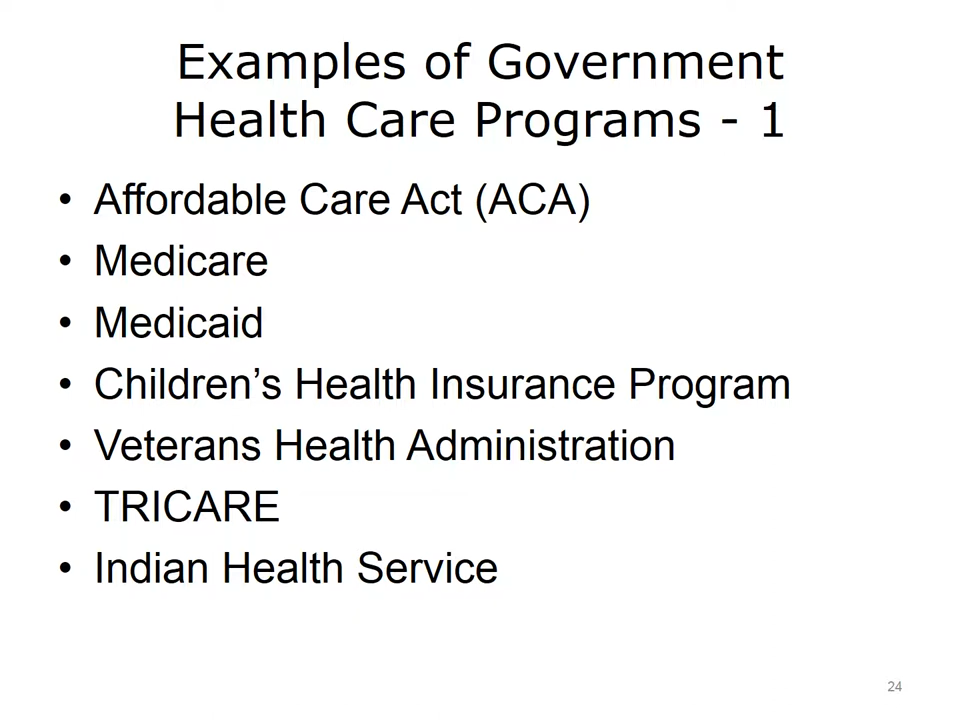 Examples of Government
Health Care Programs - 1
• Affordable Care Act (ACA)
• Medicare
• Medicaid
• Children’s Health Insurance Program
• Veterans Health Administration
• TRICARE
• Indian Health Service
24